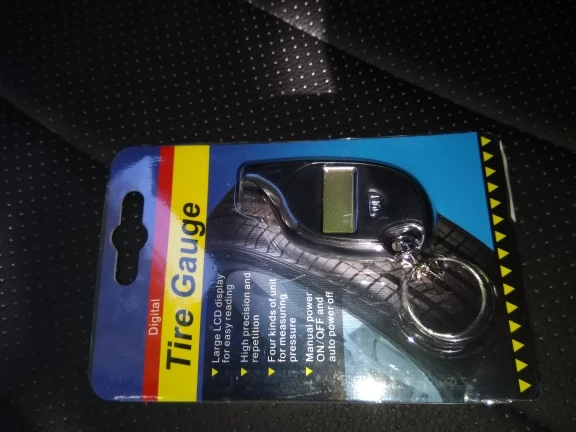 Digital
Tire Gauge
Large LCD display
for easy reading
High precision and
repetition
Four kinds of unit
for measuring
pressure
Manual power
ON/OFF and
auto power off